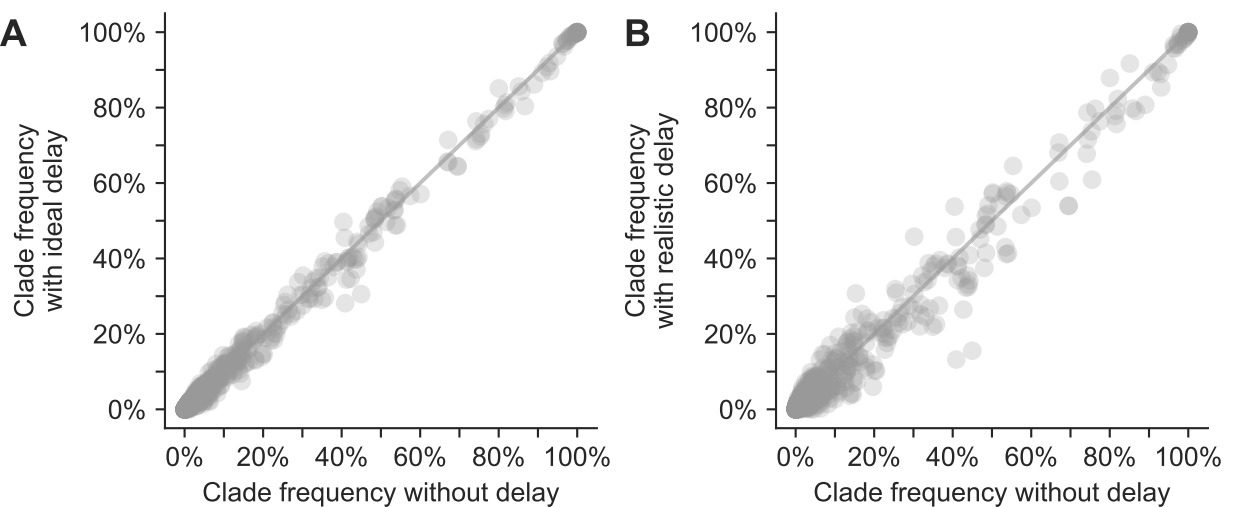 A
Clade frequency
with ideal delay
100%
80%
60%
40%
20%
0%
0% 20% 40% 60% 80% 100%
Clade frequency without delay
B
Clade frequency
with realistic delay
100%
80%
60%
40%
20%
0%
0% 20% 40% 60% 80% 100%
Clade frequency without delay